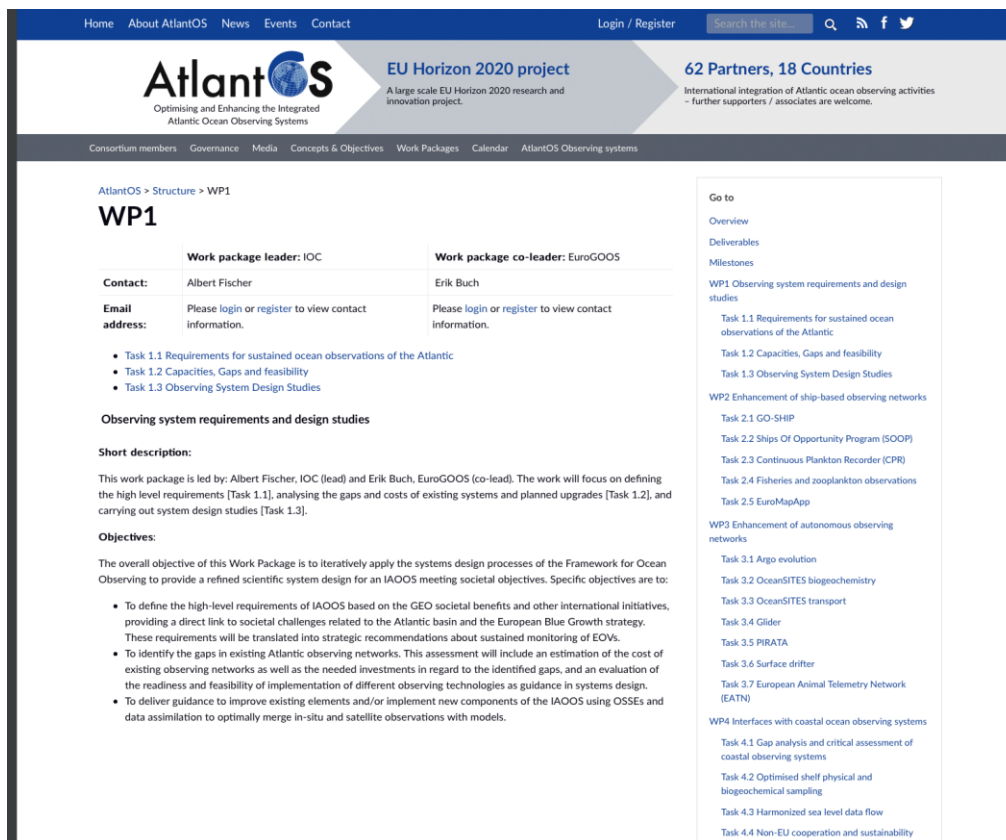 Home About AtlantOS News Events Contact Login / Register Search the site...
AtlantOS
Optimising and Enhancing the Integrated
Atlantic Ocean Observing Systems
EU Horizon 2020 project
A large scale EU Horizon 2020 research and
innovation project.
62 Partners, 18 Countries
International integration of Atlantic ocean observing activities
– further supporters / associates are welcome.
Consortium members Governance Media Concepts & Objectives Work Packages Calendar AtlantOS Observing systems
AtlantOS > Structure > WP1
WP1
Work package leader: IOC Work package co-leader: EuroGOOS
Contact: Albert Fischer Erik Buch
Email
address:
Please login or register to view contact
information.
Please login or register to view contact
information.
• Task 1.1 Requirements for sustained ocean observations of the Atlantic
• Task 1.2 Capacities, Gaps and feasibility
• Task 1.3 Observing System Design Studies
Observing system requirements and design studies
Short description:
This work package is led by: Albert Fischer, IOC (lead) and Erik Buch, EuroGOOS (co-lead). The work will focus on defining
the high level requirements [Task 1.1], analysing the gaps and costs of existing systems and planned upgrades [Task 1.2], and
carrying out system design studies [Task 1.3].
Objectives:
The overall objective of this Work Package is to iteratively apply the systems design processes of the Framework for Ocean
Observing to provide a refined scientific system design for an IAOOS meeting societal objectives. Specific objectives are to:
• To define the high-level requirements of IAOOS based on the GEO societal benefits and other international initiatives,
providing a direct link to societal challenges related to the Atlantic basin and the European Blue Growth strategy.
These requirements will be translated into strategic recommendations about sustained monitoring of EOVs.
• To identify the gaps in existing Atlantic observing networks. This assessment will include an estimation of the cost of
existing observing networks as well as the needed investments in regard to the identified gaps, and an evaluation of
the readiness and feasibility of implementation of different observing technologies as guidance in systems design.
• To deliver guidance to improve existing elements and/or implement new components of the IAOOS using OSSEs and
data assimilation to optimally merge in-situ and satellite observations with models.
Go to
Overview
Deliverables
Milestones
WP1 Observing system requirements and design
studies
Task 1.1 Requirements for sustained ocean
observations of the Atlantic
Task 1.2 Capacities, Gaps and feasibility
Task 1.3 Observing System Design Studies
WP2 Enhancement of ship-based observing networks
Task 2.1 GO-SHIP
Task 2.2 Ships Of Opportunity Program (SOOP)
Task 2.3 Continuous Plankton Recorder (CPR)
Task 2.4 Fisheries and zooplankton observations
Task 2.5 EuroMapApp
WP3 Enhancement of autonomous observing
networks
Task 3.1 Argo evolution
Task 3.2 OceanSITES biogeochemistry
Task 3.3 OceanSITES transport
Task 3.4 Glider
Task 3.5 PIRATA
Task 3.6 Surface drifter
Task 3.7 European Animal Telemetry Network
(EATN)
WP4 Interfaces with coastal ocean observing systems
Task 4.1 Gap analysis and critical assessment of
coastal observing systems
Task 4.2 Optimised shelf physical and
biogeochemical sampling
Task 4.3 Harmonized sea level data flow
Task 4.4 Non-EU cooperation and sustainability